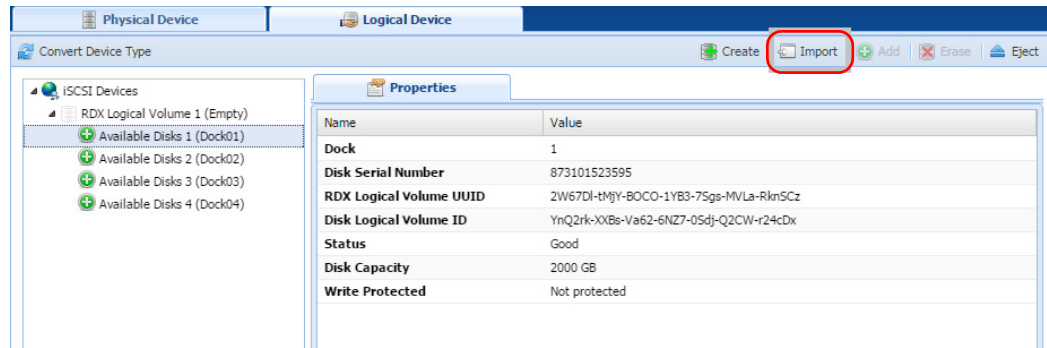 Physical Device
Logical Device
Convert Device Type
Create
Import
Add
Erase
Eject
iSCSI Devices
RDX Logical Volume 1 (Empty)
Available Disks 1 (Dock01)
Available Disks 2 (Dock02)
Available Disks 3 (Dock03)
Available Disks 4 (Dock04)
Properties
Name Value
Dock 1
Disk Serial Number 873101523595
RDX Logical Volume UUID 2W67Dl-tMjY-BOCO-1YB3-7Sgs-MVLa-RknSCz
Disk Logical Volume ID YnQ2rk-XXBs-Va62-6NZ7-0Sdj-Q2CW-r24cDx
Status Good
Disk Capacity 2000 GB
Write Protected Not protected